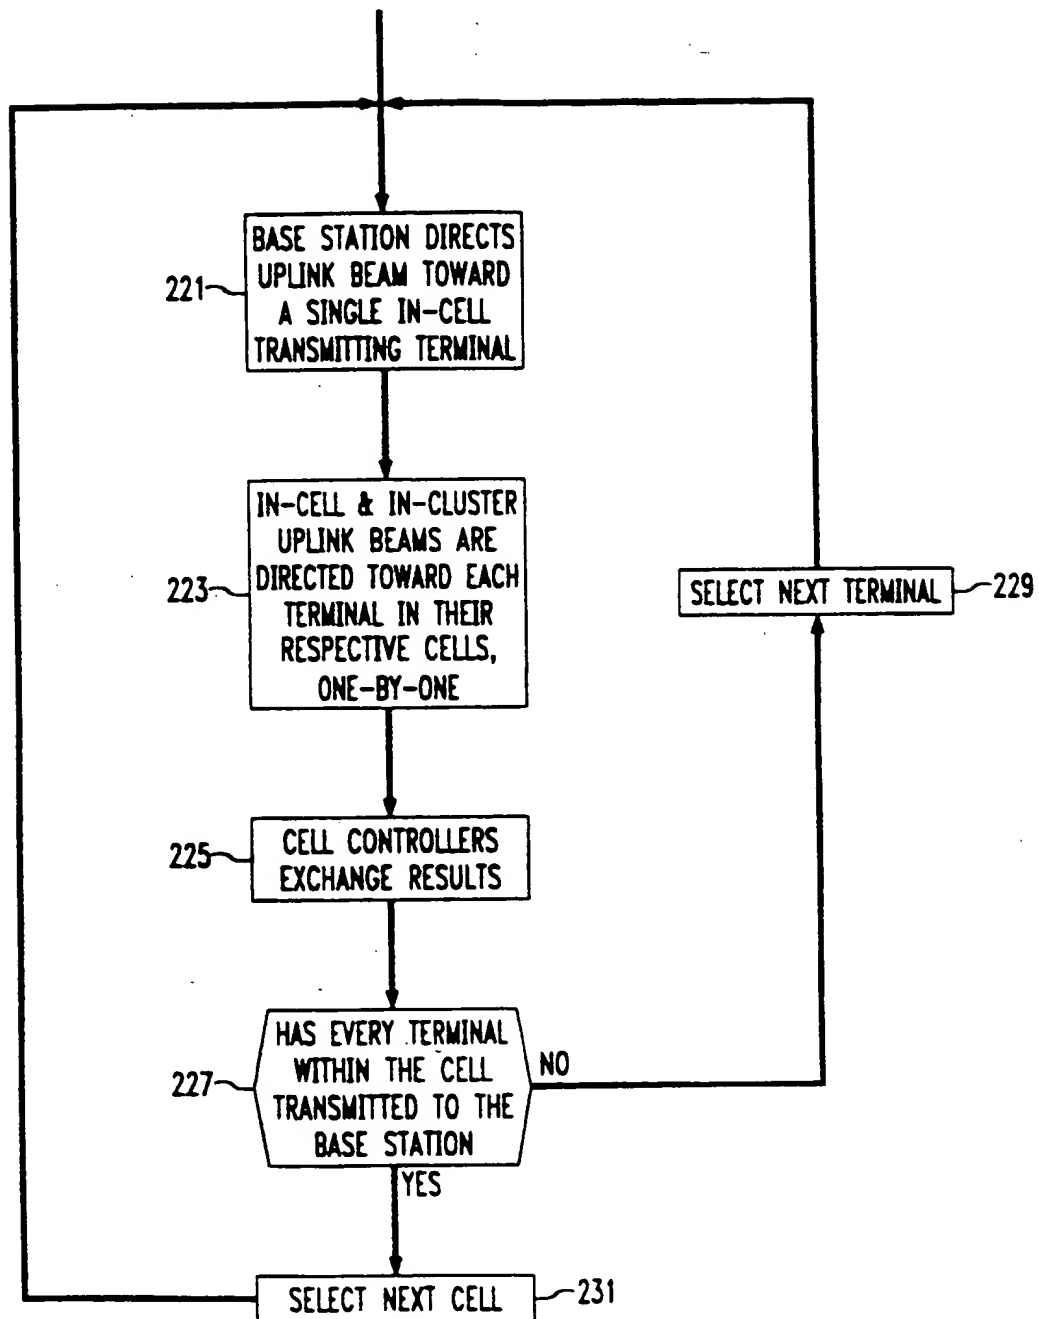 BASE STATION DIRECTS
UPLINK BEAM TOWARD
A SINGLE IN-CELL
TRANSMITTING TERMINAL
221
IN-CELL & IN-CLUSTER
UPLINK BEAMS ARE
DIRECTED TOWARD EACH
TERMINAL IN THEIR
RESPECTIVE CELLS,
ONE-BY-ONE
223
SELECT NEXT TERMINAL
229
CELL CONTROLLERS
EXCHANGE RESULTS
225
HAS EVERY TERMINAL
WITHIN THE CELL
TRANSMITTED TO THE
BASE STATION
227
NO
YES
SELECT NEXT CELL
231